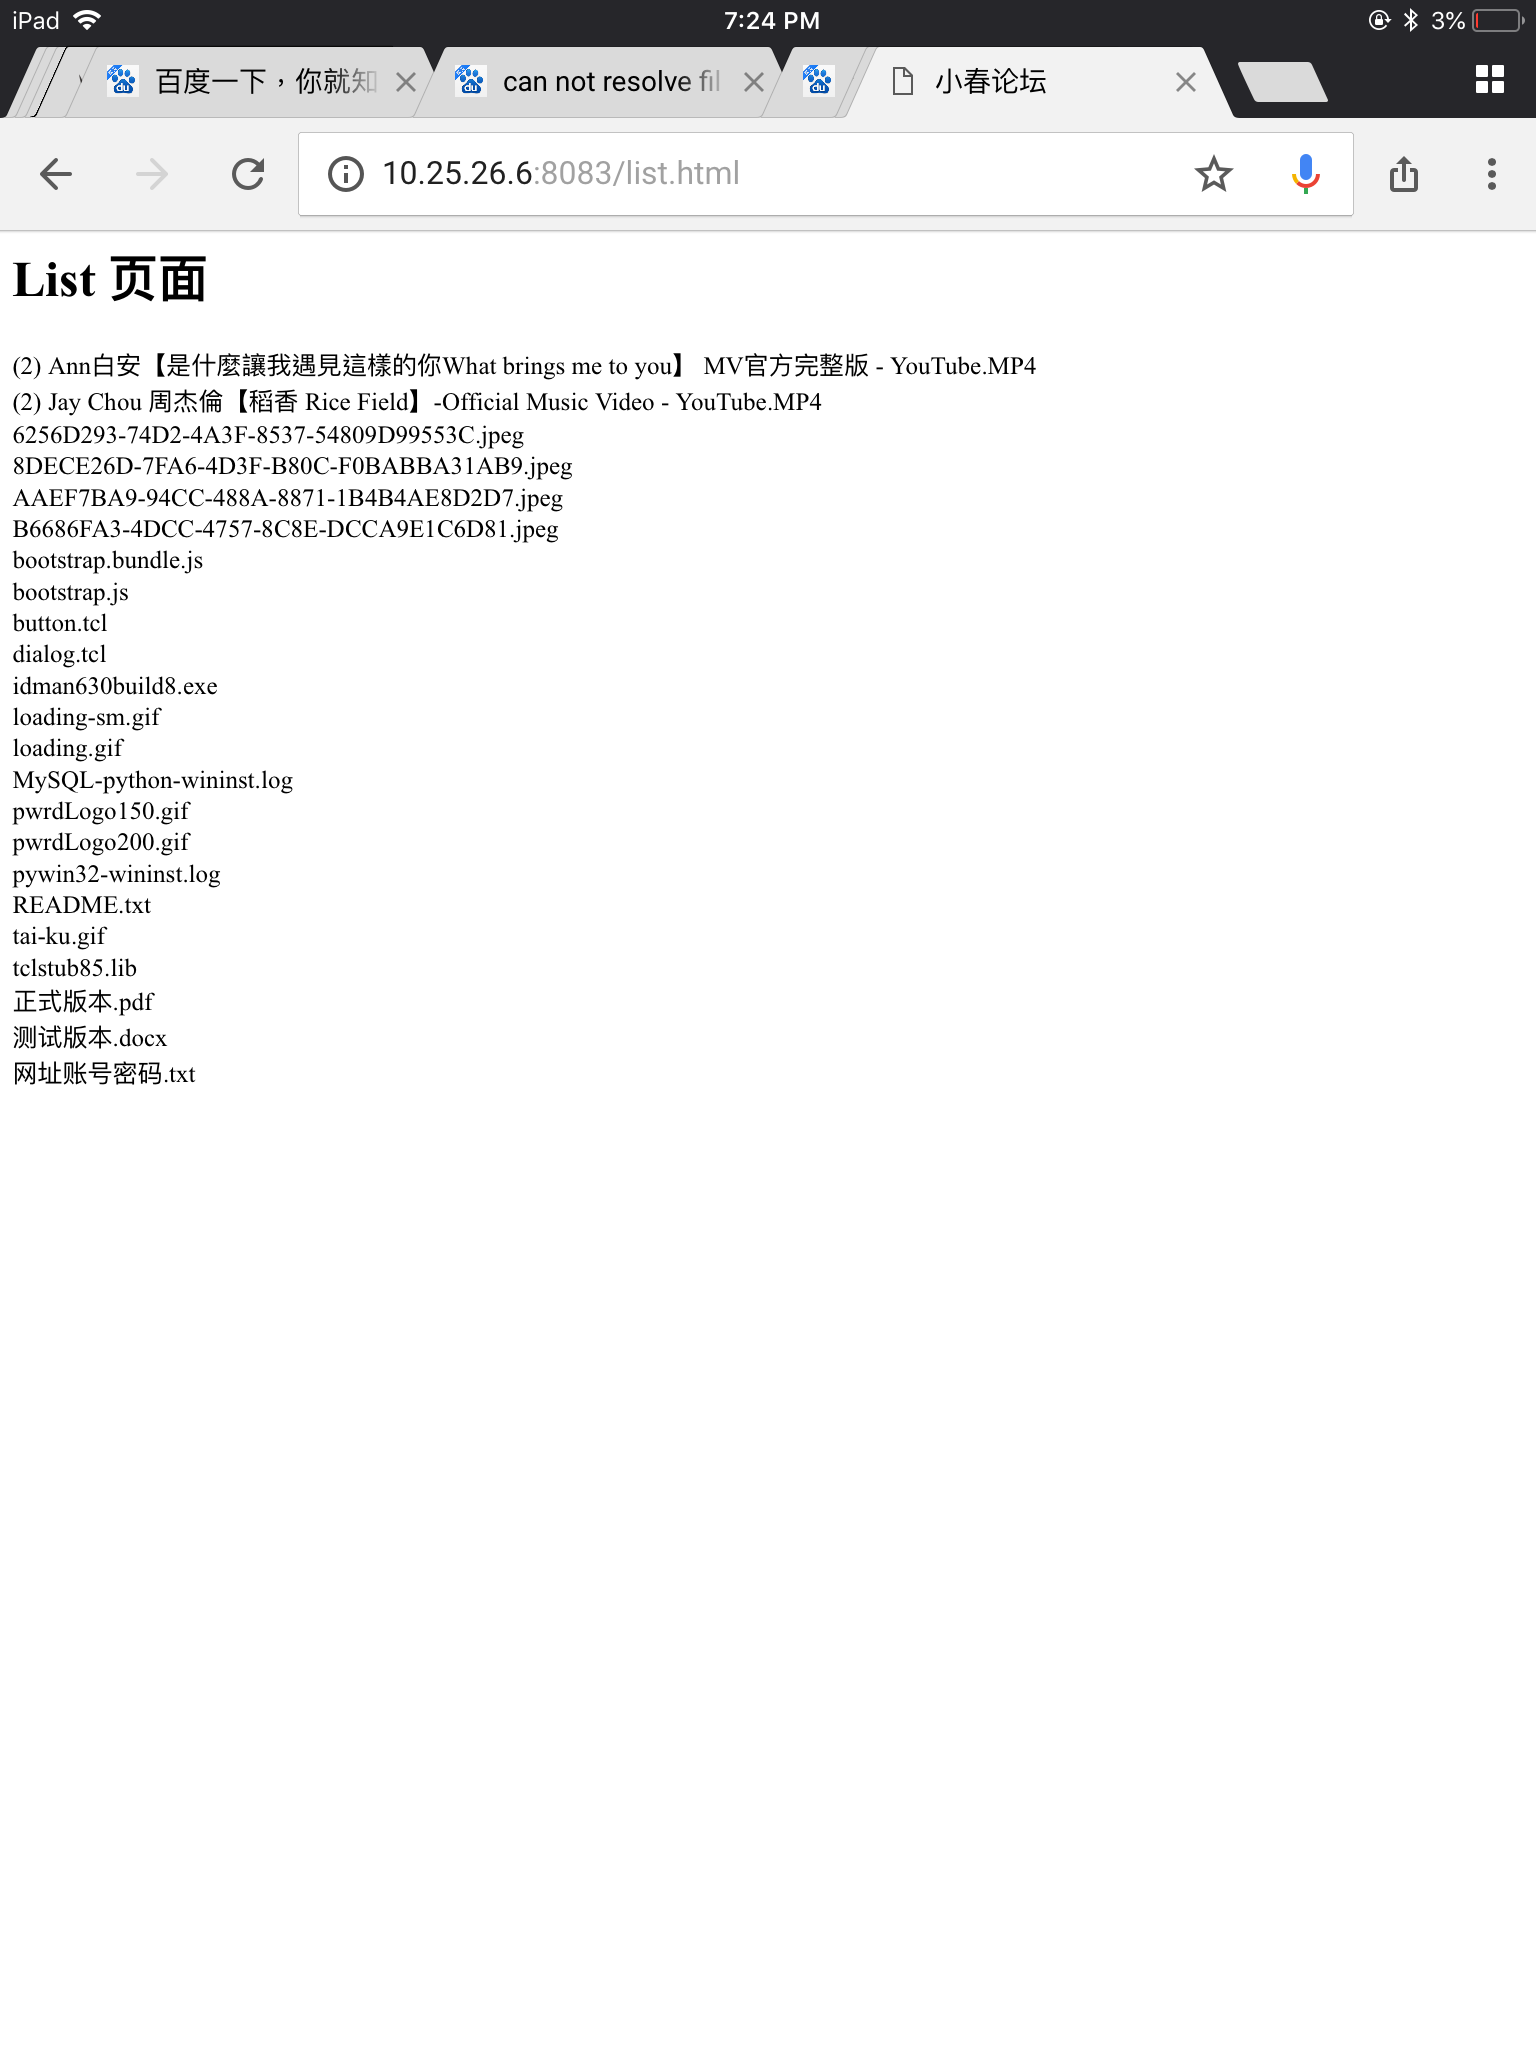 iPad 7:24 PM 3%
百度一下，你就知 can not resolve fil 小春论坛
10.25.26.6:8083/list.html
List 页面
(2) Ann白安【是什麼讓我遇見這樣的你What brings me to you】 MV官方完整版 - YouTube.MP4
(2) Jay Chou 周杰倫【稻香 Rice Field】-Official Music Video - YouTube.MP4
6256D293-74D2-4A3F-8537-54809D99553C.jpeg
8DECE26D-7FA6-4D3F-B80C-F0BABBA31AB9.jpeg
AAEF7BA9-94CC-488A-8871-1B4B4AE8D2D7.jpeg
B6686FA3-4DCC-4757-8C8E-DCCA9E1C6D81.jpeg
bootstrap.bundle.js
bootstrap.js
button.tcl
dialog.tcl
idman630build8.exe
loading-sm.gif
loading.gif
MySQL-python-wininst.log
pwrdLogo150.gif
pwrdLogo200.gif
pywin32-wininst.log
README.txt
tai-ku.gif
tclstub85.lib
正式版本.pdf
测试版本.docx
网址账号密码.txt